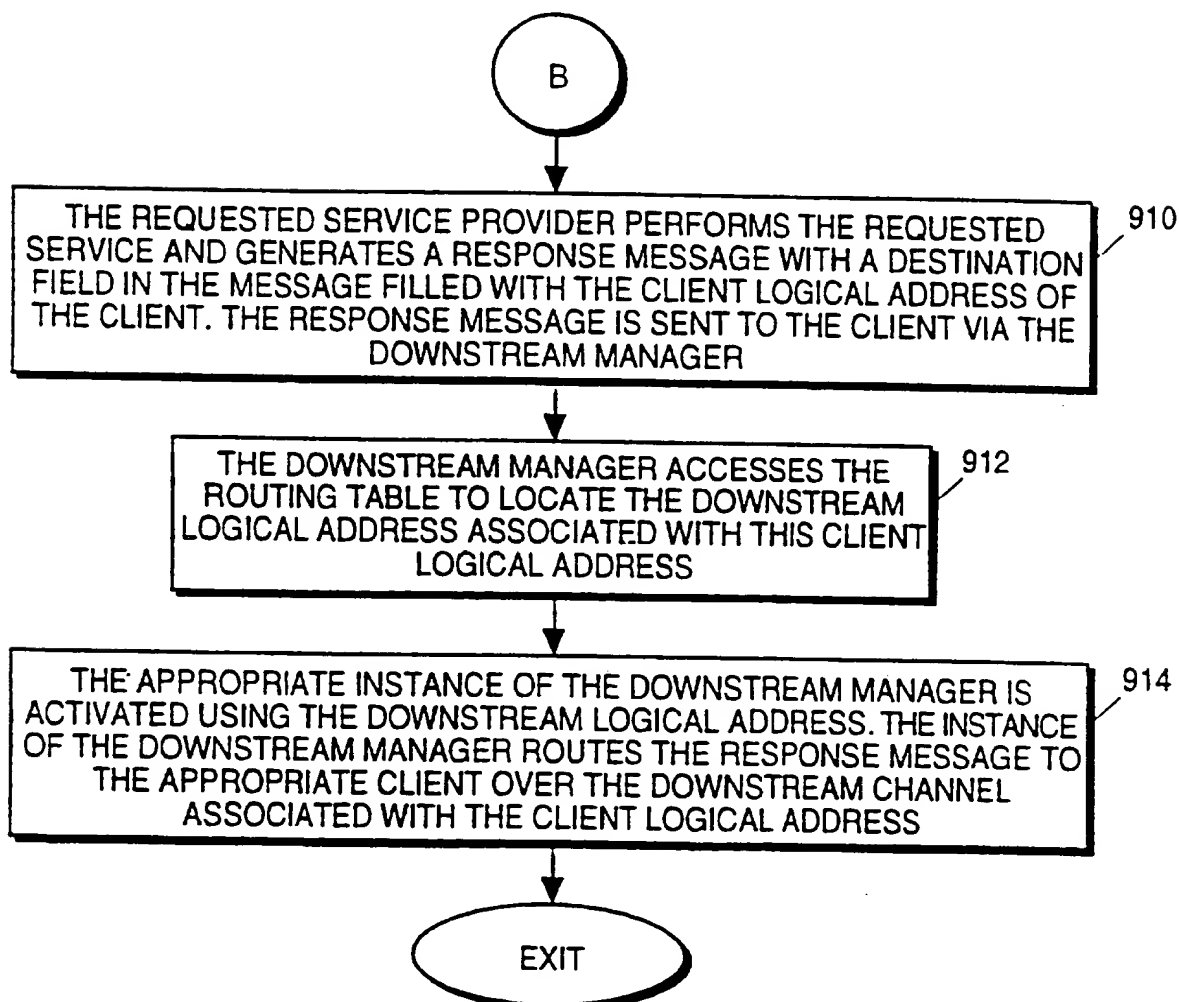 B
THE REQUESTED SERVICE PROVIDER PERFORMS THE REQUESTED
SERVICE AND GENERATES A RESPONSE MESSAGE WITH A DESTINATION
FIELD IN THE MESSAGE FILLED WITH THE CLIENT LOGICAL ADDRESS OF
THE CLIENT. THE RESPONSE MESSAGE IS SENT TO THE CLIENT VIA THE
DOWNSTREAM MANAGER
910
THE DOWNSTREAM MANAGER ACCESSES THE
ROUTING TABLE TO LOCATE THE DOWNSTREAM
LOGICAL ADDRESS ASSOCIATED WITH THIS CLIENT
LOGICAL ADDRESS
912
THE APPROPRIATE INSTANCE OF THE DOWNSTREAM MANAGER IS
ACTIVATED USING THE DOWNSTREAM LOGICAL ADDRESS. THE INSTANCE
OF THE DOWNSTREAM MANAGER ROUTES THE RESPONSE MESSAGE TO
THE APPROPRIATE CLIENT OVER THE DOWNSTREAM CHANNEL
ASSOCIATED WITH THE CLIENT LOGICAL ADDRESS
914
EXIT